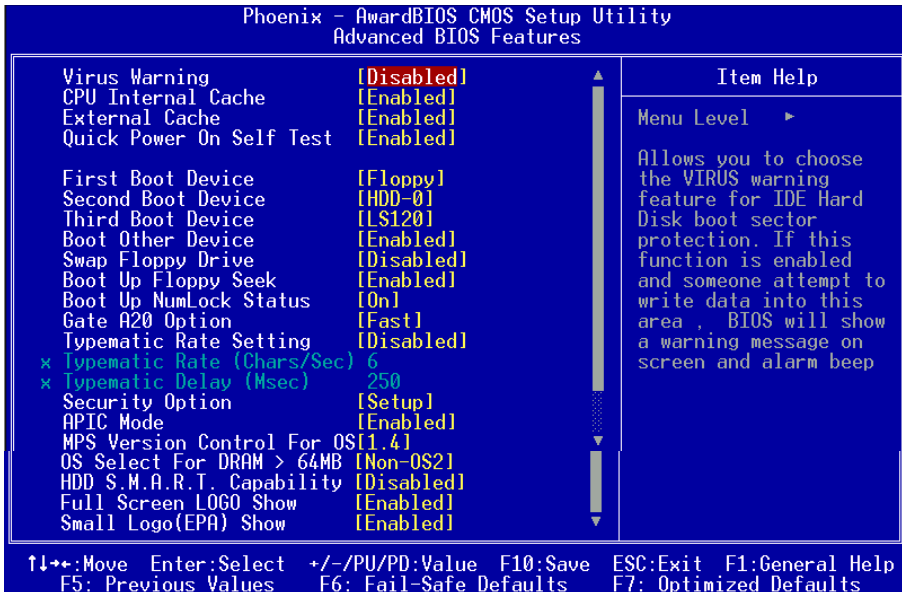 Phoenix - AwardBIOS CMOS Setup Utility
Advanced BIOS Features
Virus Warning [Disabled]
CPU Internal Cache [Enabled]
External Cache [Enabled]
Quick Power On Self Test [Enabled]
First Boot Device [Floppy]
Second Boot Device [HDD-0]
Third Boot Device [LS120]
Boot Other Device [Enabled]
Swap Floppy Drive [Disabled]
Boot Up Floppy Seek [Enabled]
Boot Up NumLock Status [On]
Gate A20 Option [Fast]
Typematic Rate Setting [Disabled]
x Typematic Rate (Chars/Sec) 6
x Typematic Delay (Msec) 250
Security Option [Setup]
APIC Mode [Enabled]
MPS Version Control For OS[1.4]
OS Select For DRAM > 64MB [Non-OS2]
HDD S.M.A.R.T. Capability [Disabled]
Full Screen LOGO Show [Enabled]
Small Logo(EPA) Show [Enabled]
Item Help
Menu Level ►
Allows you to choose
the VIRUS warning
feature for IDE Hard
Disk boot sector
protection. If this
function is enabled
and someone attempt to
write data into this
area , BIOS will show
a warning message on
screen and alarm beep
↑↓→←:Move Enter:Select +/-/PU/PD:Value F10:Save ESC:Exit F1:General Help
F5: Previous Values F6: Fail-Safe Defaults F7: Optimized Defaults